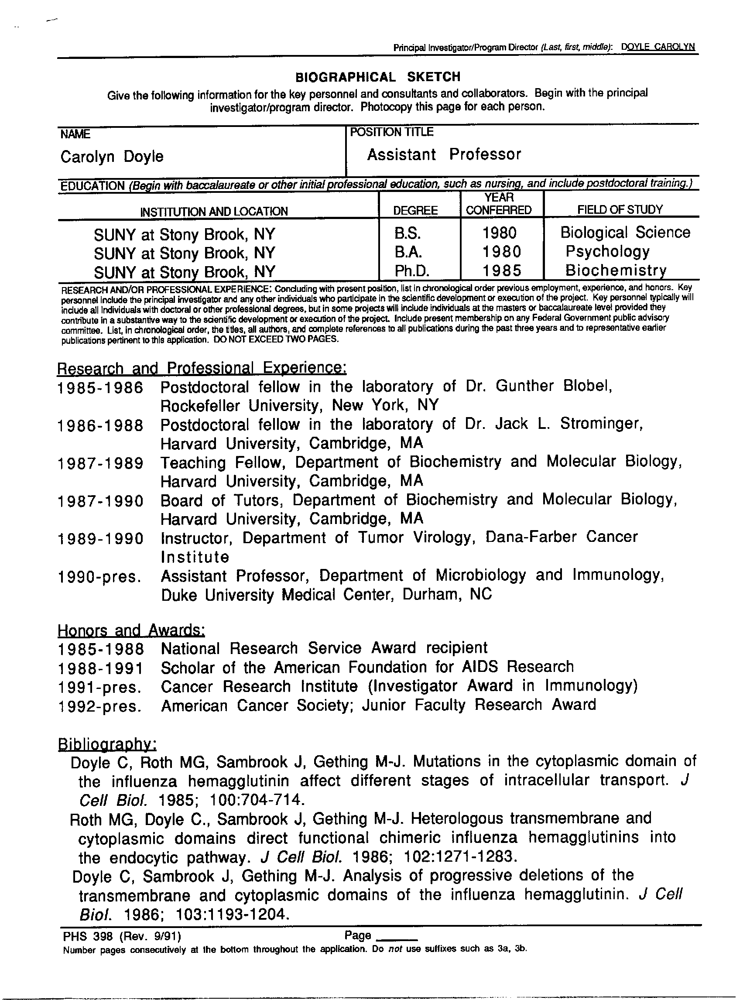 Principal Investigator/Program Director (Last, first, middle): DOYLE CAROLYN
BIOGRAPHICAL SKETCH
Give the following information for the key personnel and consultants and collaborators. Begin with the principal
investigator/program director. Photocopy this page for each person.
NAME POSITION TITLE
Carolyn Doyle Assistant Professor
EDUCATION (Begin with baccalaureate or other initial professional education, such as nursing, and include postdoctoral training.)
INSTITUTION AND LOCATION DEGREE YEAR CONFERRED FIELD OF STUDY
SUNY at Stony Brook, NY B.S. 1980 Biological Science
SUNY at Stony Brook, NY B.A. 1980 Psychology
SUNY at Stony Brook, NY Ph.D. 1985 Biochemistry
RESEARCH AND/OR PROFESSIONAL EXPERIENCE: Concluding with present position, list in chronological order previous employment, experience, and honors. Key
personnel include the principal investigator and any other individuals who participate in the scientific development or execution of the project. Key personnel typically will
include all individuals with doctoral or other professional degrees, but in some projects will include individuals at the masters or baccalaureate level provided they
contribute in a substantive way to the scientific development or execution of the project. Include present membership on any Federal Government public advisory
committee. List, in chronological order, the titles, all authors, and complete references to all publications during the past three years and to representative earlier
publications pertinent to this application. DO NOT EXCEED TWO PAGES.
Research and Professional Experience:
1985-1986 Postdoctoral fellow in the laboratory of Dr. Gunther Blobel,
Rockefeller University, New York, NY
1986-1988 Postdoctoral fellow in the laboratory of Dr. Jack L. Strominger,
Harvard University, Cambridge, MA
1987-1989 Teaching Fellow, Department of Biochemistry and Molecular Biology,
Harvard University, Cambridge, MA
1987-1990 Board of Tutors, Department of Biochemistry and Molecular Biology,
Harvard University, Cambridge, MA
1989-1990 Instructor, Department of Tumor Virology, Dana-Farber Cancer
Institute
1990-pres. Assistant Professor, Department of Microbiology and Immunology,
Duke University Medical Center, Durham, NC
Honors and Awards:
1985-1988 National Research Service Award recipient
1988-1991 Scholar of the American Foundation for AIDS Research
1991-pres. Cancer Research Institute (Investigator Award in Immunology)
1992-pres. American Cancer Society; Junior Faculty Research Award
Bibliography:
Doyle C, Roth MG, Sambrook J, Gething M-J. Mutations in the cytoplasmic domain of
the influenza hemagglutinin affect different stages of intracellular transport. J
Cell Biol. 1985; 100:704-714.
Roth MG, Doyle C., Sambrook J, Gething M-J. Heterologous transmembrane and
cytoplasmic domains direct functional chimeric influenza hemagglutinins into
the endocytic pathway. J Cell Biol. 1986; 102:1271-1283.
Doyle C, Sambrook J, Gething M-J. Analysis of progressive deletions of the
transmembrane and cytoplasmic domains of the influenza hemagglutinin. J Cell
Biol. 1986; 103:1193-1204.
PHS 398 (Rev. 9/91) Page
Number pages consecutively at the bottom throughout the application. Do not use suffixes such as 3a, 3b.